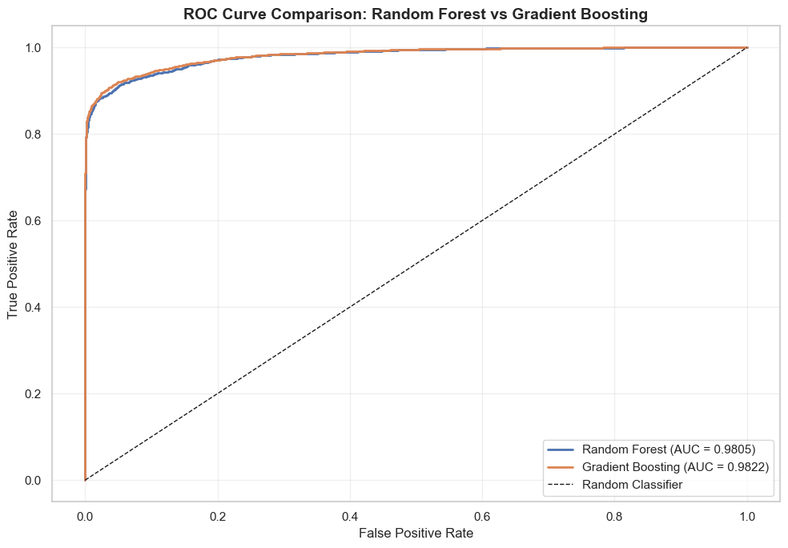 ROC Curve Comparison: Random Forest vs Gradient Boosting
True Positive Rate
1.0
0.8
0.6
0.4
0.2
0.0
0.0 0.2 0.4 0.6 0.8 1.0
False Positive Rate
Random Forest (AUC = 0.9805)
Gradient Boosting (AUC = 0.9822)
Random Classifier